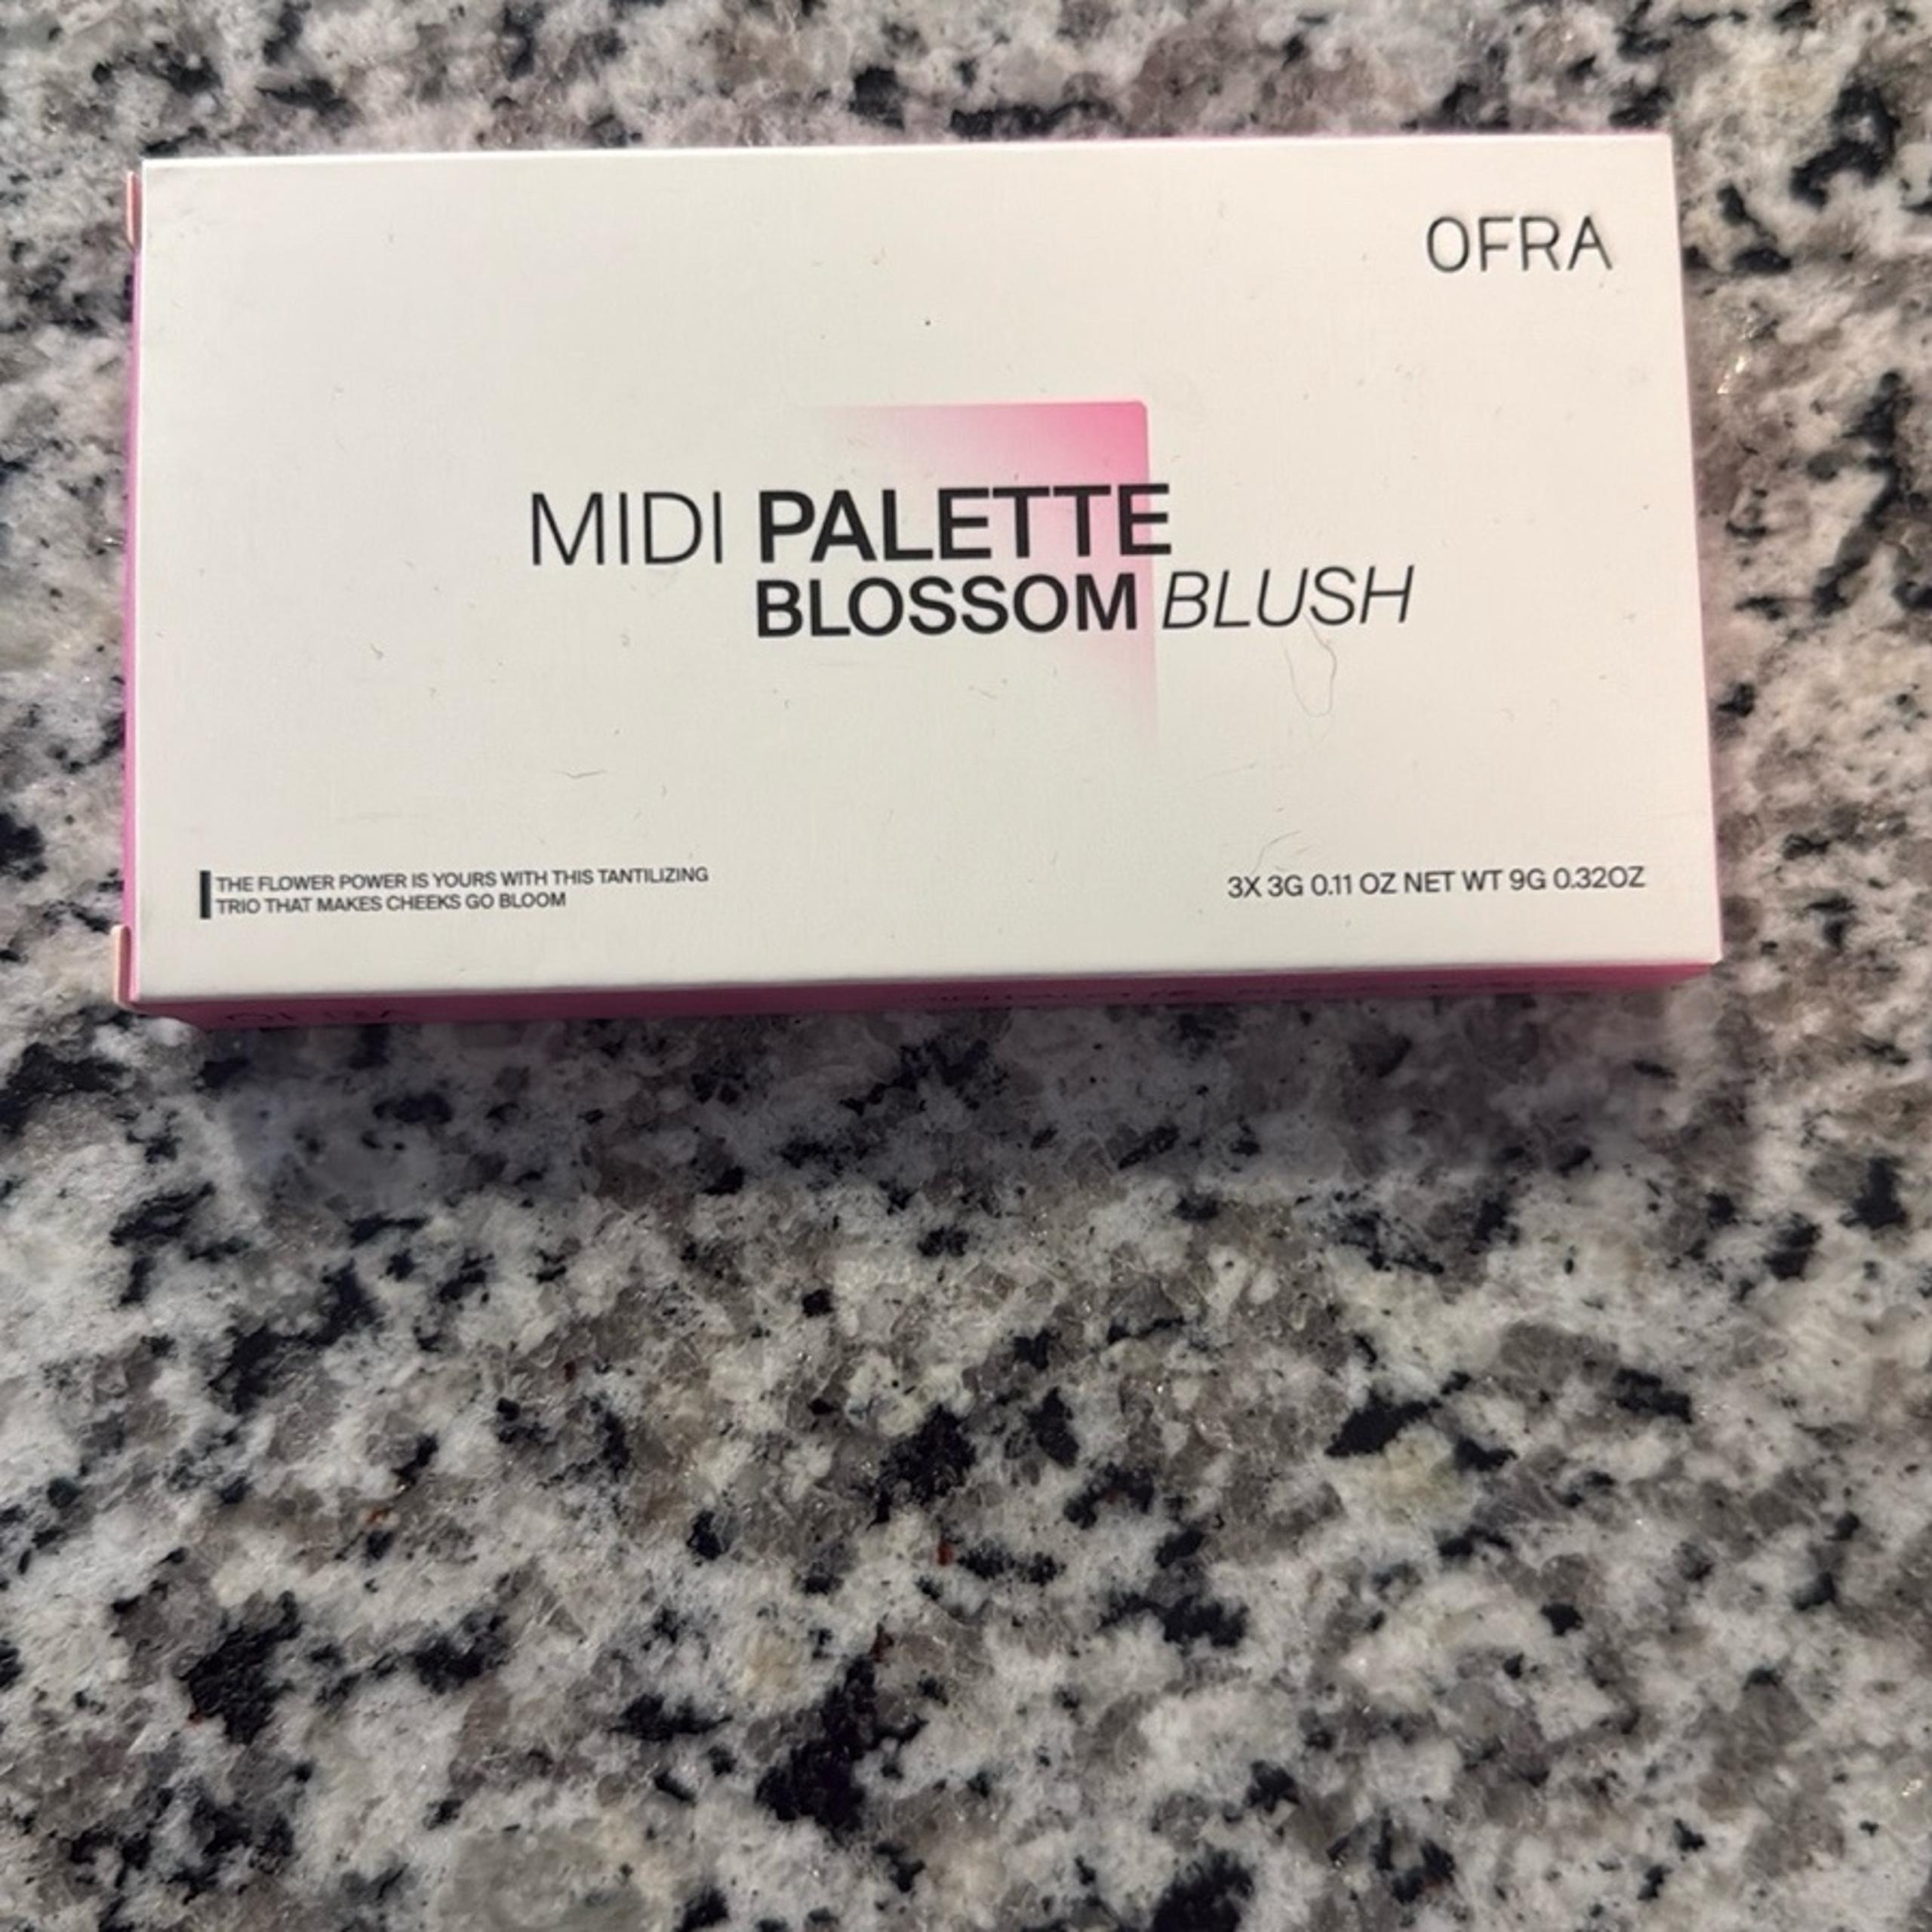 OFRA
MIDI PALETTE
BLOSSOM BLUSH
THE FLOWER POWER IS YOURS WITH THIS TANTILIZING
TRIO THAT MAKES CHEEKS GO BLOOM
3X 3G 0.11 OZ NET WT 9G 0.32OZ